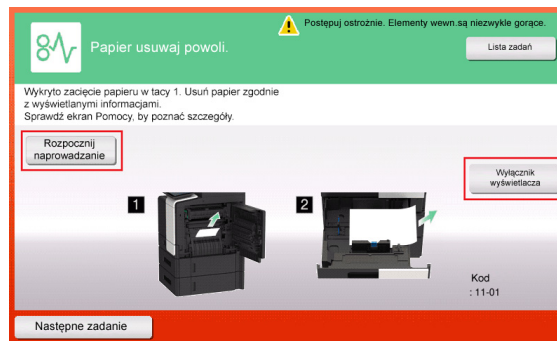 Postępuj ostrożnie. Elementy wewn.są niezwykle gorące.
Papier usuwaj powoli.
Lista zadań
Wykryto zacięcie papieru w tacy 1. Usuń papier zgodnie
z wyświetlanymi informacjami.
Sprawdź ekran Pomocy, by poznać szczegóły.
Rozpocznij
naprowadzanie
Wyłącznik
wyświetlacza
1
2
Kod
: 11-01
Następne zadanie